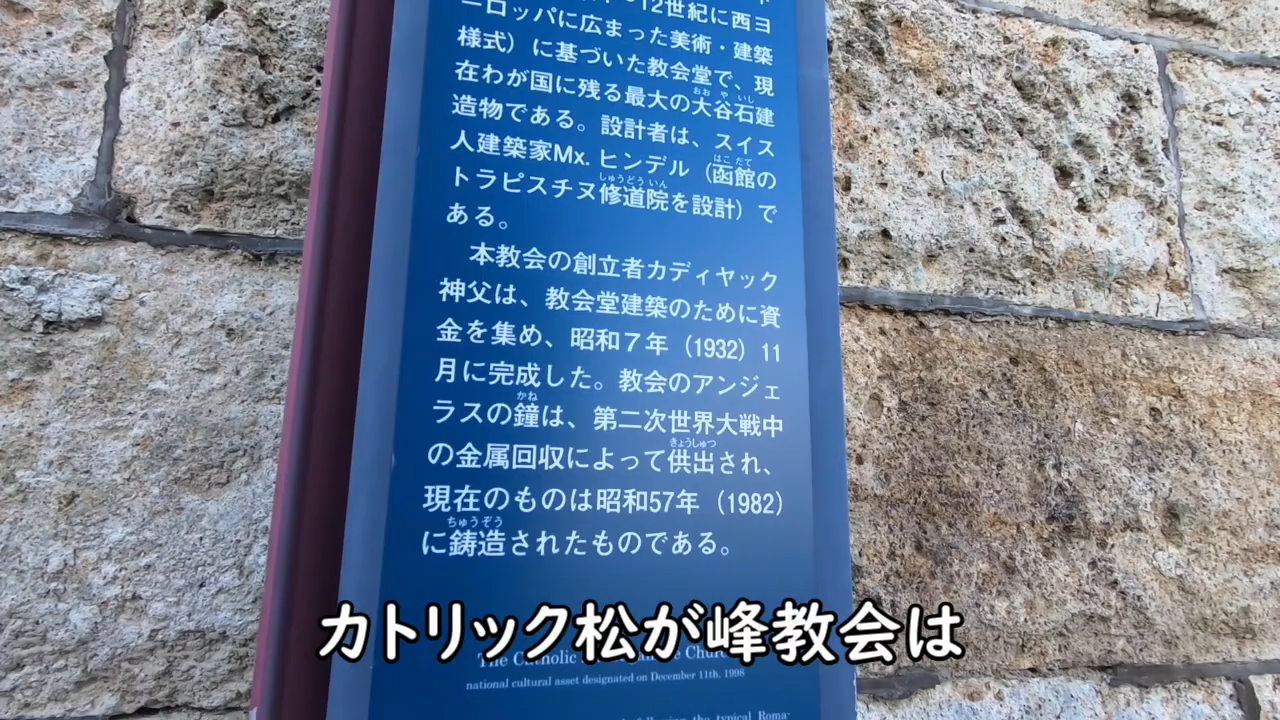 12世紀に西ヨ
ーロッパに広まった美術・建築
様式）に基づいた教会堂で、現
在わが国に残る最大の大谷石建
造物である。設計者は、スイス
人建築家Mx. ヒンデル（函館の
トラピスチヌ修道院を設計）で
ある。
本教会の創立者カディヤック
神父は、教会堂建築のために資
金を集め、昭和7年（1932）11
月に完成した。教会のアンジェ
ラスの鐘は、第二次世界大戦中
の金属回収によって供出され、
現在のものは昭和57年（1982）
に鋳造されたものである。
カトリック松が峰教会は
The Catholic
national cultural asset designated on December 11th, 1998
following the typical Roma-